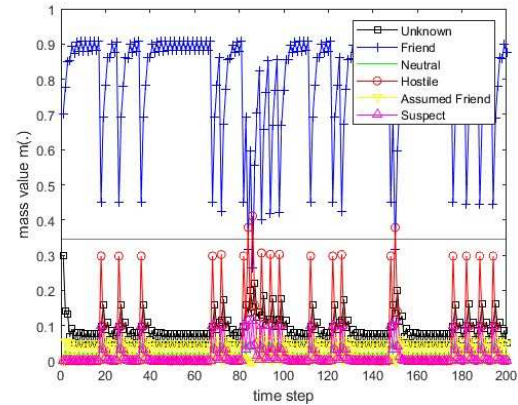 Unknown
Friend
Neutral
Hostile
Assumed Friend
Suspect
mass value m(.)
1
0.9
0.8
0.7
0.6
0.5
0.4
0.3
0.2
0.1
0
0 20 40 60 80 100 120 140 160 180 200
time step